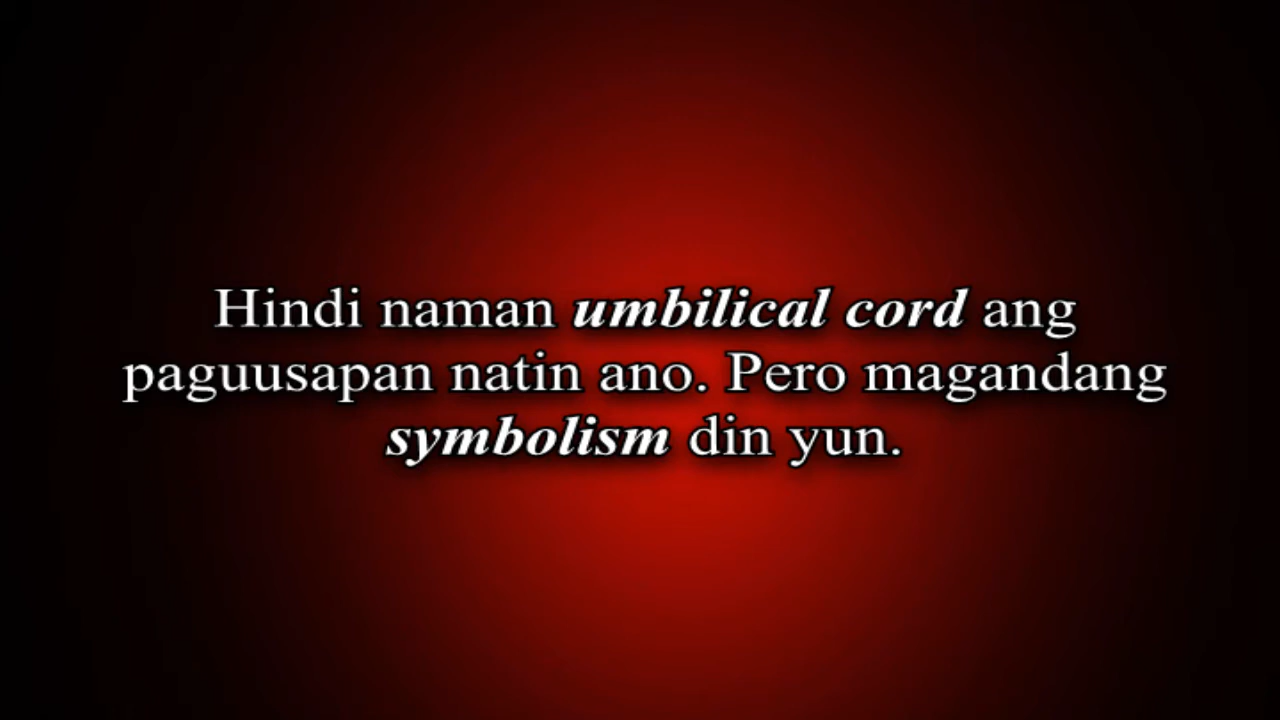 Hindi naman umbilical cord ang
paguusapan natin ano. Pero magandang
symbolism din yun.